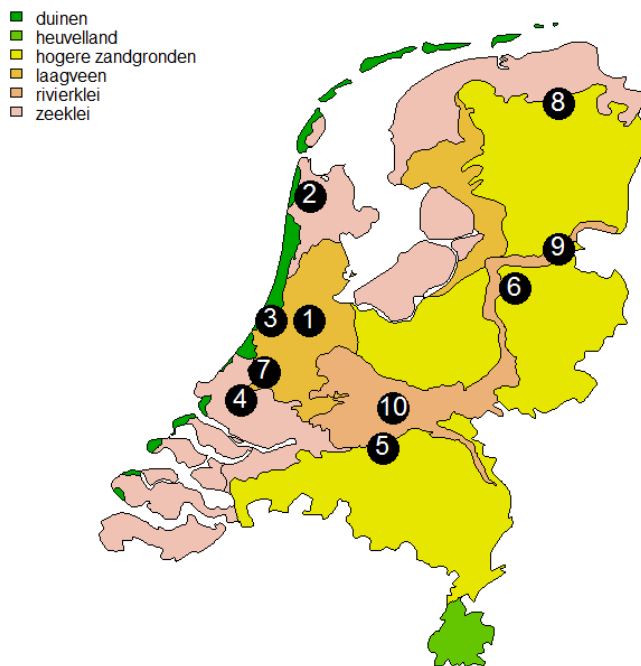 duinen
heuvelland
hogere zandgronden
laagveen
rivierklei
zeeklei
8
2
9
6
3 1
7
4
10
5